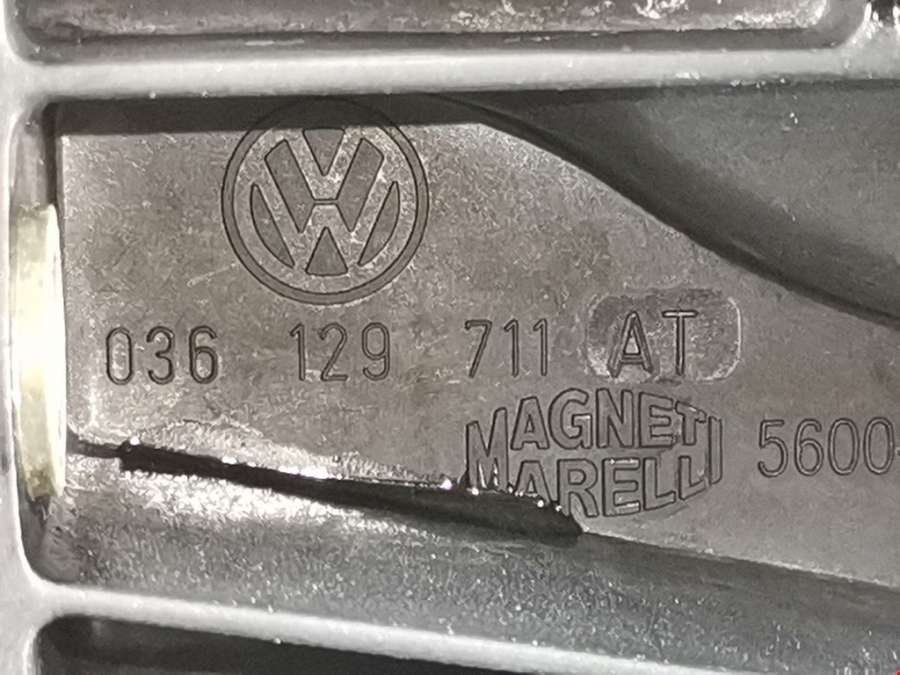 036 129 711 AT
MAGNETI
MARELLI
5600